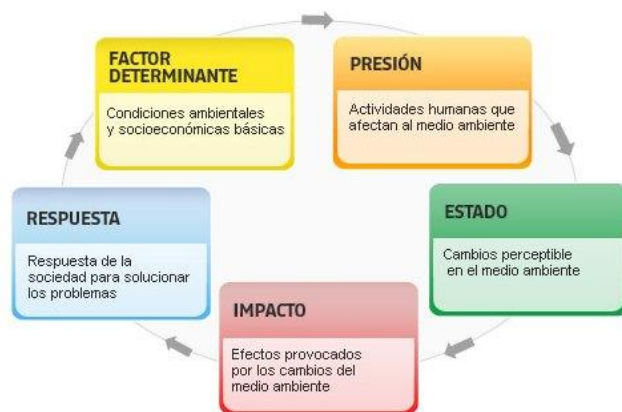 FACTOR
DETERMINANTE
Condiciones ambientales
y socioeconómicas básicas
PRESIÓN
Actividades humanas que
afectan al medio ambiente
ESTADO
Cambios perceptible
en el medio ambiente
IMPACTO
Efectos provocados
por los cambios del
medio ambiente
RESPUESTA
Respuesta de la
sociedad para solucionar
los problemas